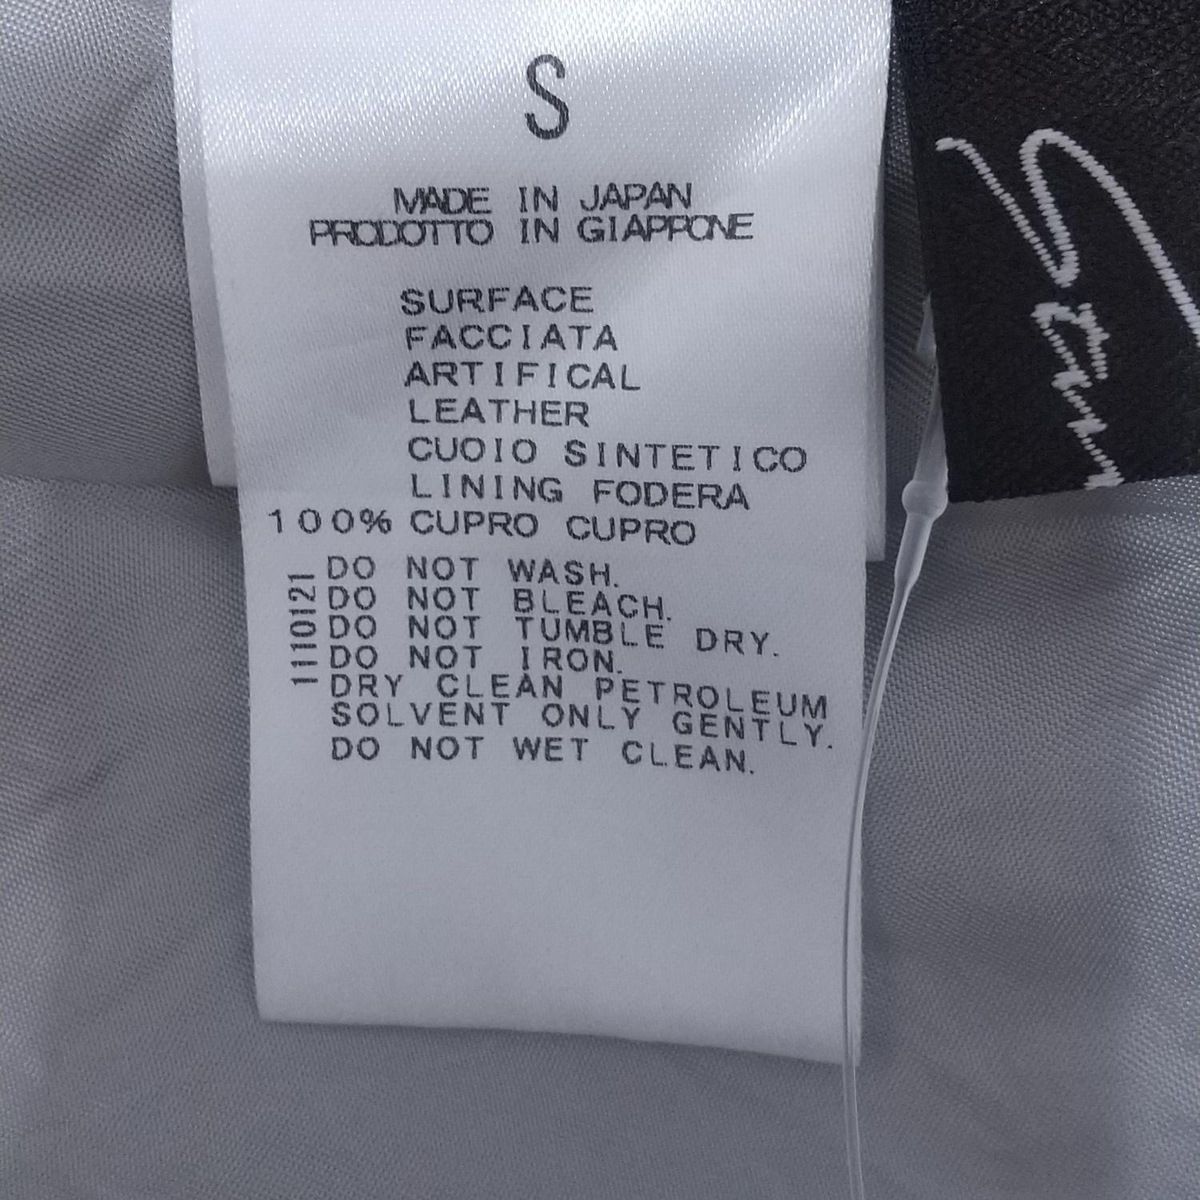 S
MADE IN JAPAN
PRODOTTO IN GIAPPONE
SURFACE
FACCIATA
ARTIFICAL
LEATHER
CUOIO SINTETICO
LINING FODERA
100% CUPRO CUPRO
DO NOT WASH.
DO NOT BLEACH.
DO NOT TUMBLE DRY.
DO NOT IRON.
DRY CLEAN PETROLEUM
SOLVENT ONLY GENTLY.
DO NOT WET CLEAN.
1110121